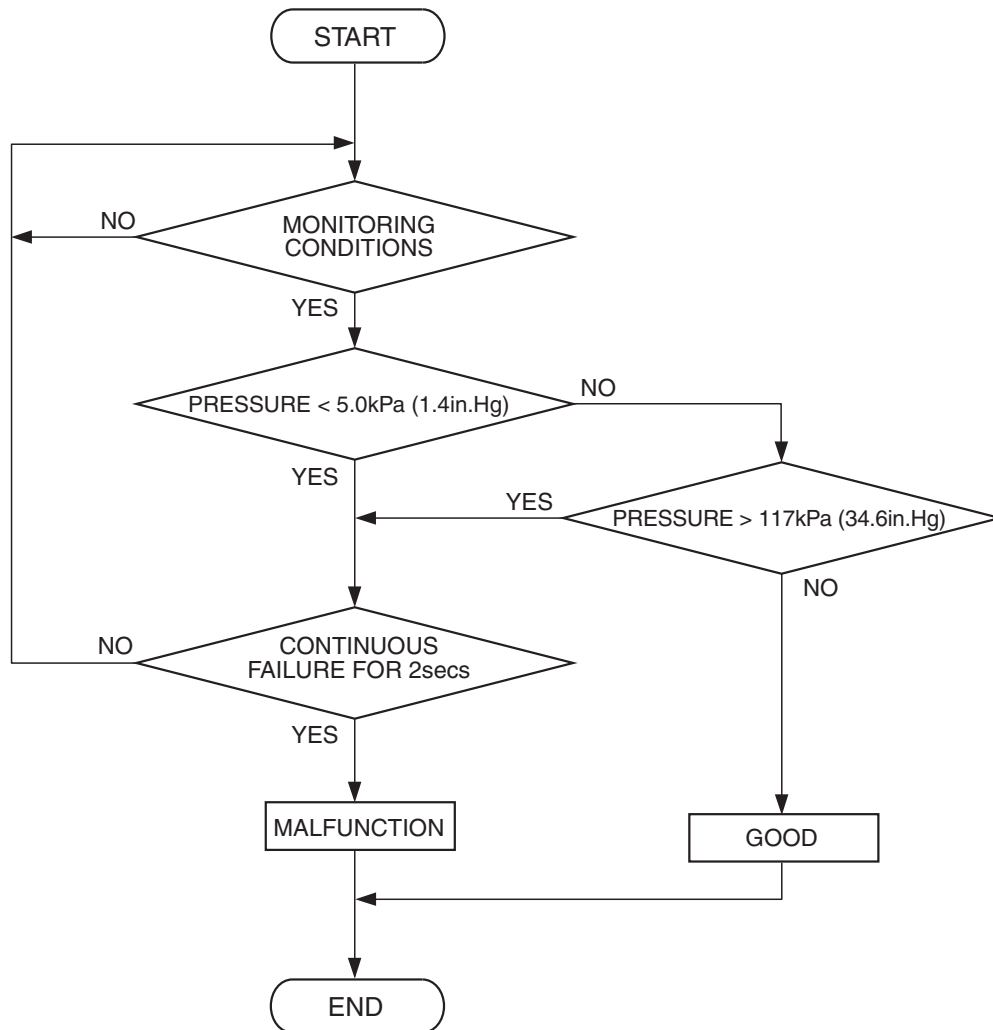 START
NO
MONITORING
CONDITIONS
YES
PRESSURE < 5.0kPa (1.4in.Hg)
NO
YES
YES
PRESSURE > 117kPa (34.6in.Hg)
NO
NO
CONTINUOUS
FAILURE FOR 2secs
YES
MALFUNCTION
GOOD
END